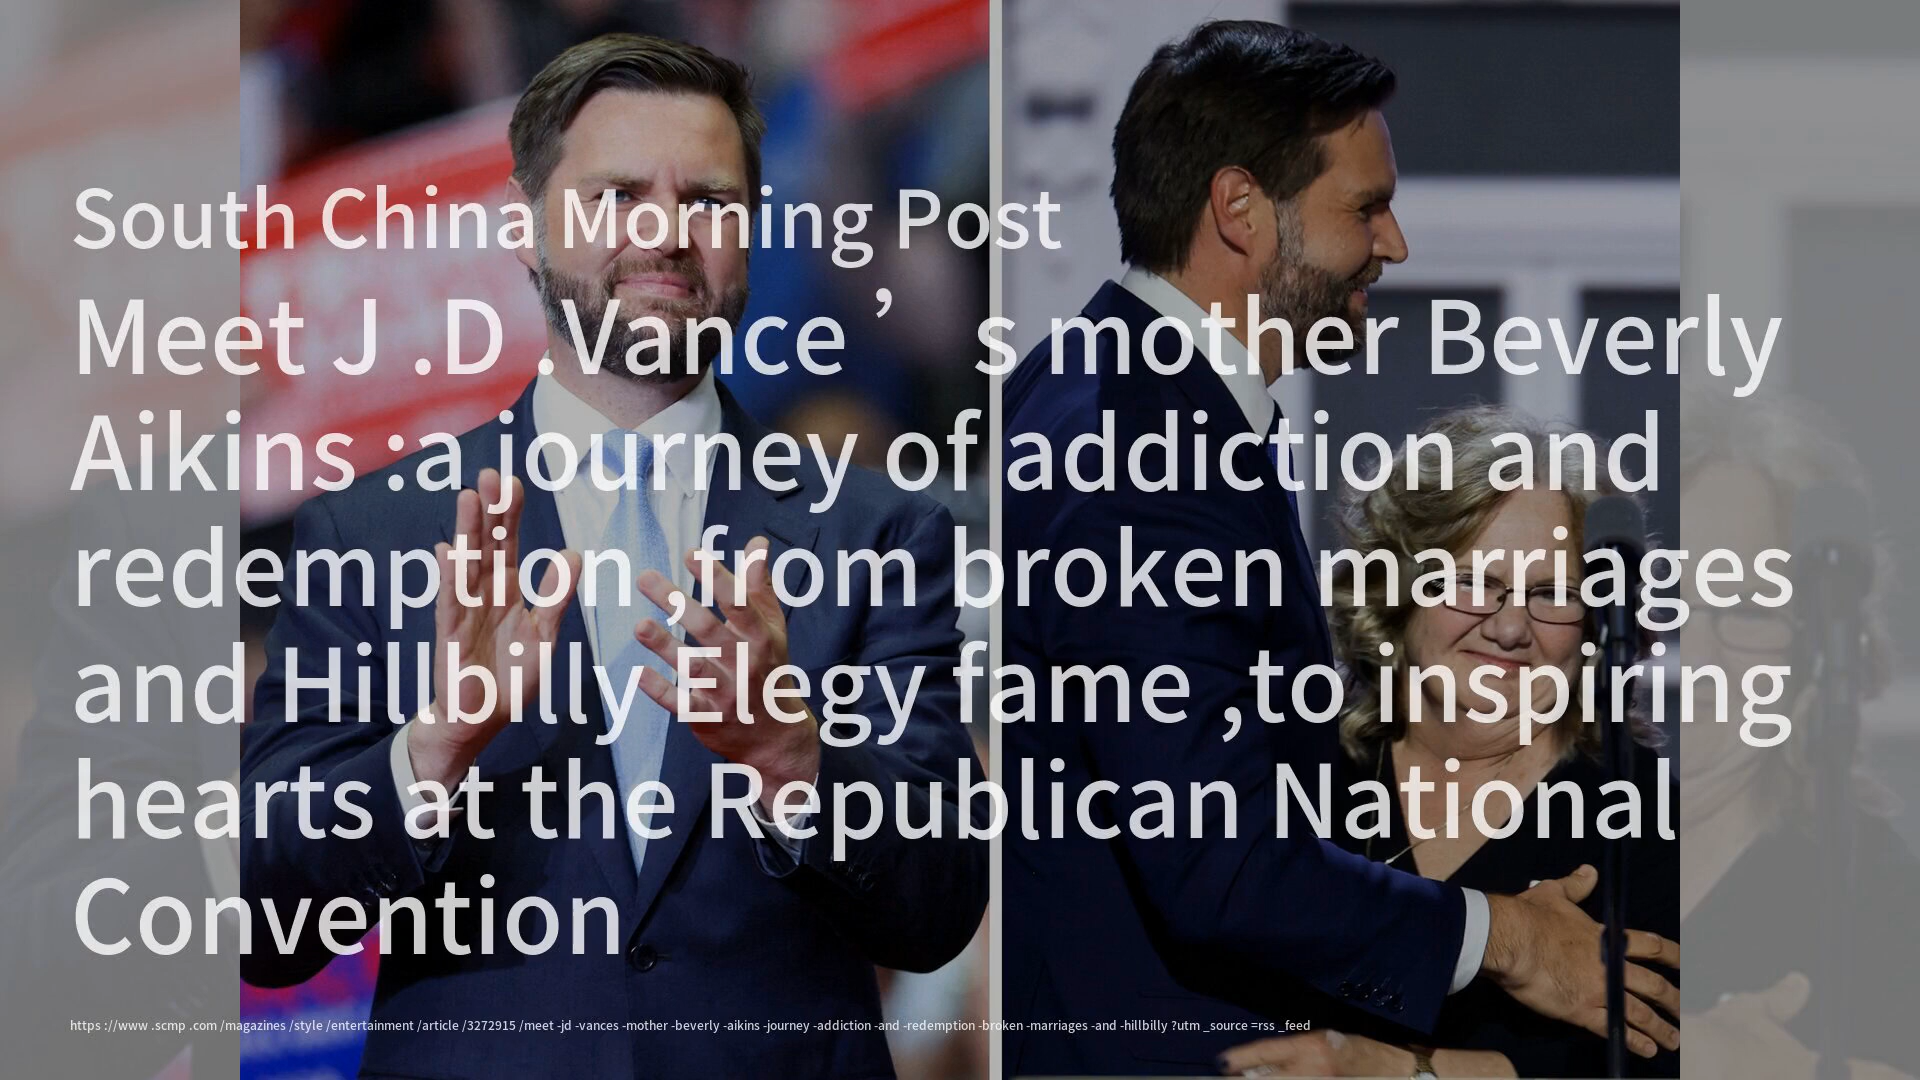 South China Morning Post
Meet J .D .Vance ’ s mother Beverly
Aikins :a journey of addiction and
redemption ,from broken marriages
and Hillbilly Elegy fame ,to inspiring
hearts at the Republican National
Convention
https ://www .scmp .com /magazines /style /entertainment /article /3272915 /meet -jd -vances -mother -beverly -aikins -journey -addiction -and -redemption -broken -marriages -and -hillbilly ?utm _source =rss _feed